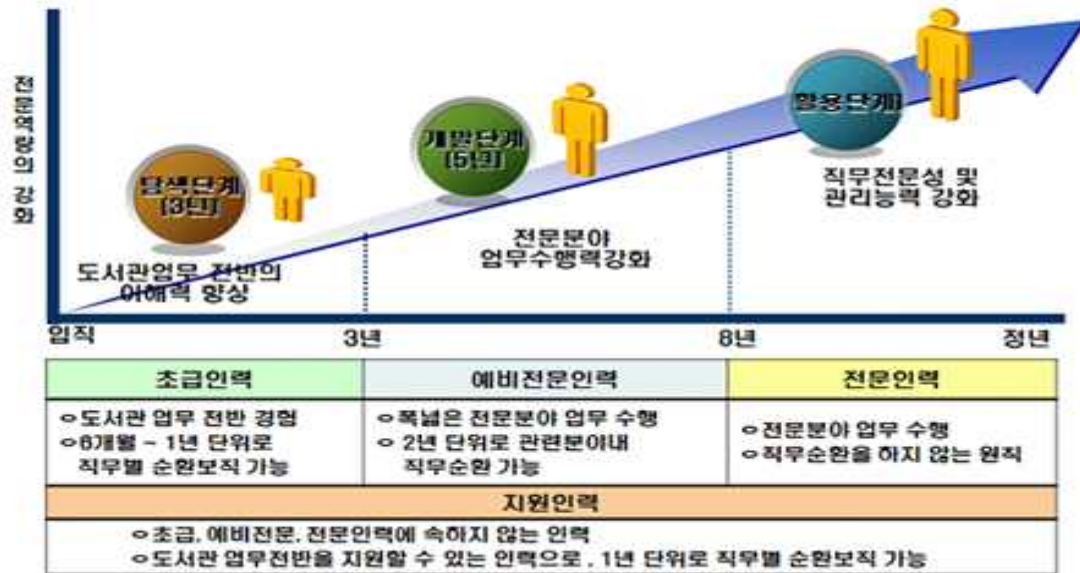 전문역량의 강화
탐색단계
(3년)
개발단계
(5년)
활용단계
도서관업무 전반의
이해력 향상
전문분야
업무수행력강화
직무전문성 및
관리능력 강화
임직
3년
8년
정년
초급인력
예비전문인력
전문인력
○도서관 업무 전반 경험
○6개월 ~ 1년 단위로
직무별 순환보직 가능
○폭넓은 전문분야 업무 수행
○ 2년 단위로 관련분야내
직무순환 가능
○전문분야 업무 수행
○직무순환을 하지 않는 원직
지원인력
○초급, 예비전문, 전문인력에 속하지 않는 인력
○도서관 업무전반을 지원할 수 있는 인력으로 , 1년 단위로 직무별 순환보직 가능